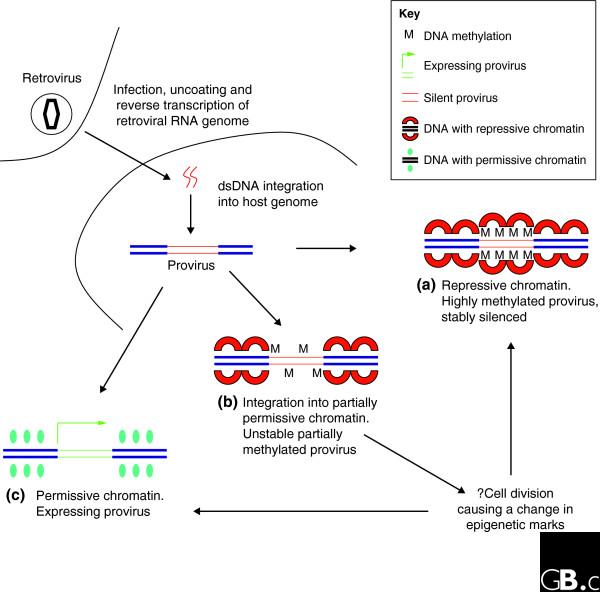 Key
M DNA methylation
Expressing provirus
Silent provirus
DNA with repressive chromatin
DNA with permissive chromatin
Retrovirus
Infection, uncoating and
reverse transcription of
retroviral RNA genome
dsDNA integration
into host genome
Provirus
M M M M
M M M M
(a) Repressive chromatin.
Highly methylated provirus,
stably silenced
M M
M M
(b) Integration into partially
permissive chromatin.
Unstable partially
methylated provirus
(c) Permissive chromatin.
Expressing provirus
?Cell division
causing a change in
epigenetic marks
GB.c